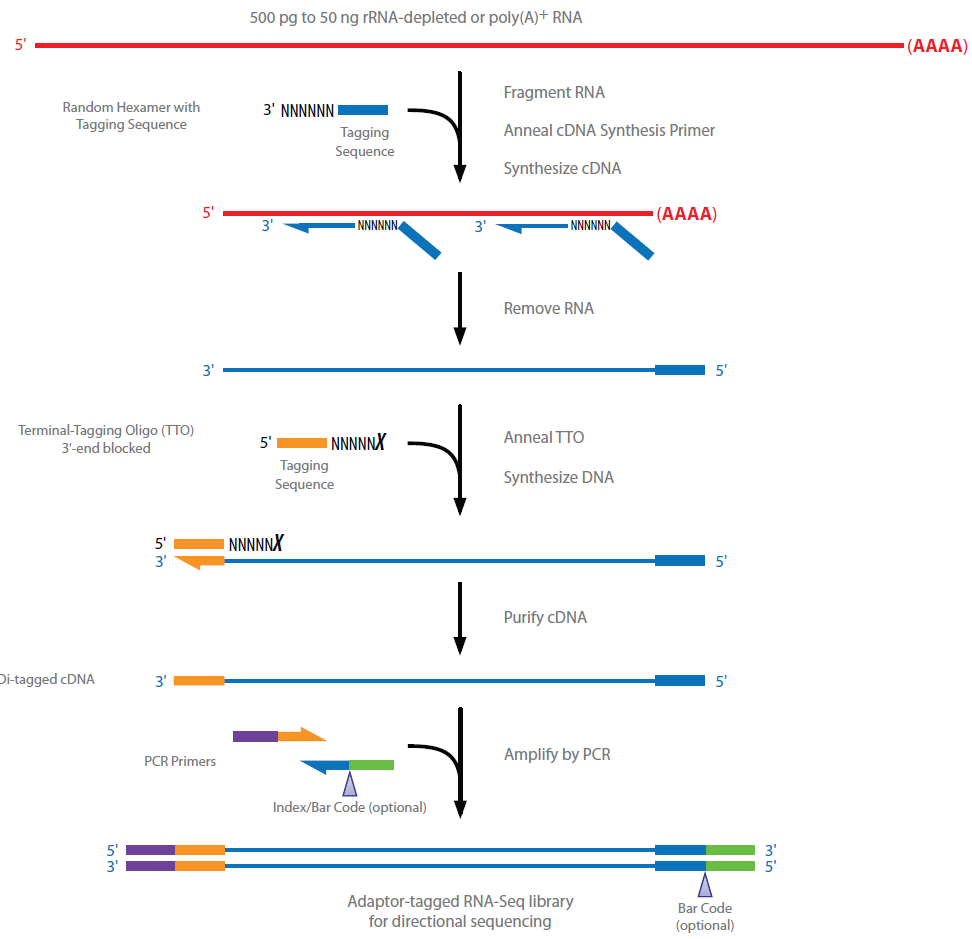 500 pg to 50 ng rRNA-depleted or poly(A)+ RNA
5' (AAAA)
Random Hexamer with
Tagging Sequence
3' NNNNNN
Tagging
Sequence
Fragment RNA
Anneal cDNA Synthesis Primer
Synthesize cDNA
5' (AAAA)
3' NNNNNN 3' NNNNNN
Remove RNA
3' 5'
Terminal-Tagging Oligo (TTO)
3'-end blocked
5' NNNNNX
Tagging
Sequence
Anneal TTO
Synthesize DNA
5' NNNNNX
3' 5'
Purify cDNA
Di-tagged cDNA 3' 5'
PCR Primers
Index/Bar Code (optional)
Amplify by PCR
5' 3'
3' 5'
Adaptor-tagged RNA-Seq library
for directional sequencing
Bar Code
(optional)